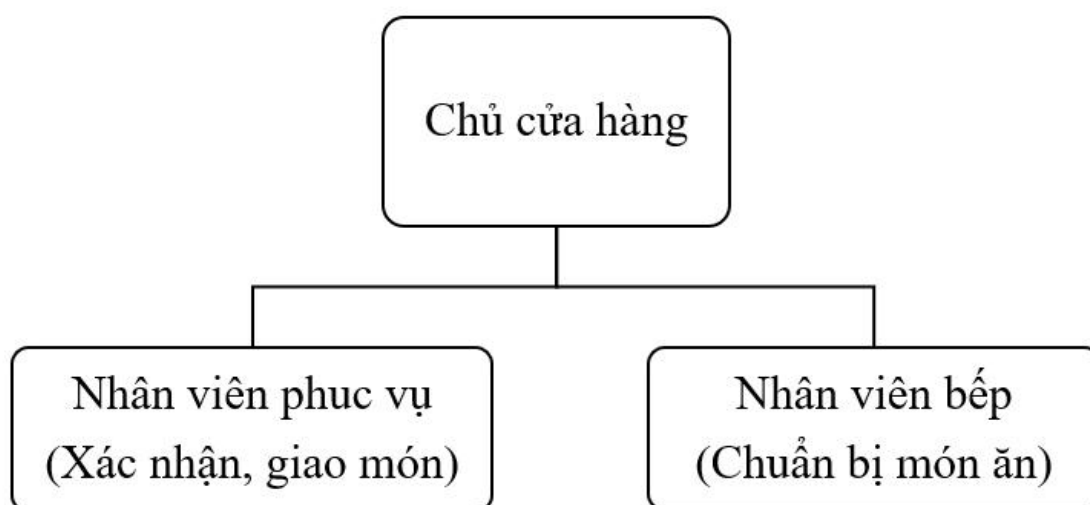 Chủ cửa hàng
Nhân viên phuc vụ
(Xác nhận, giao món)
Nhân viên bếp
(Chuẩn bị món ăn)